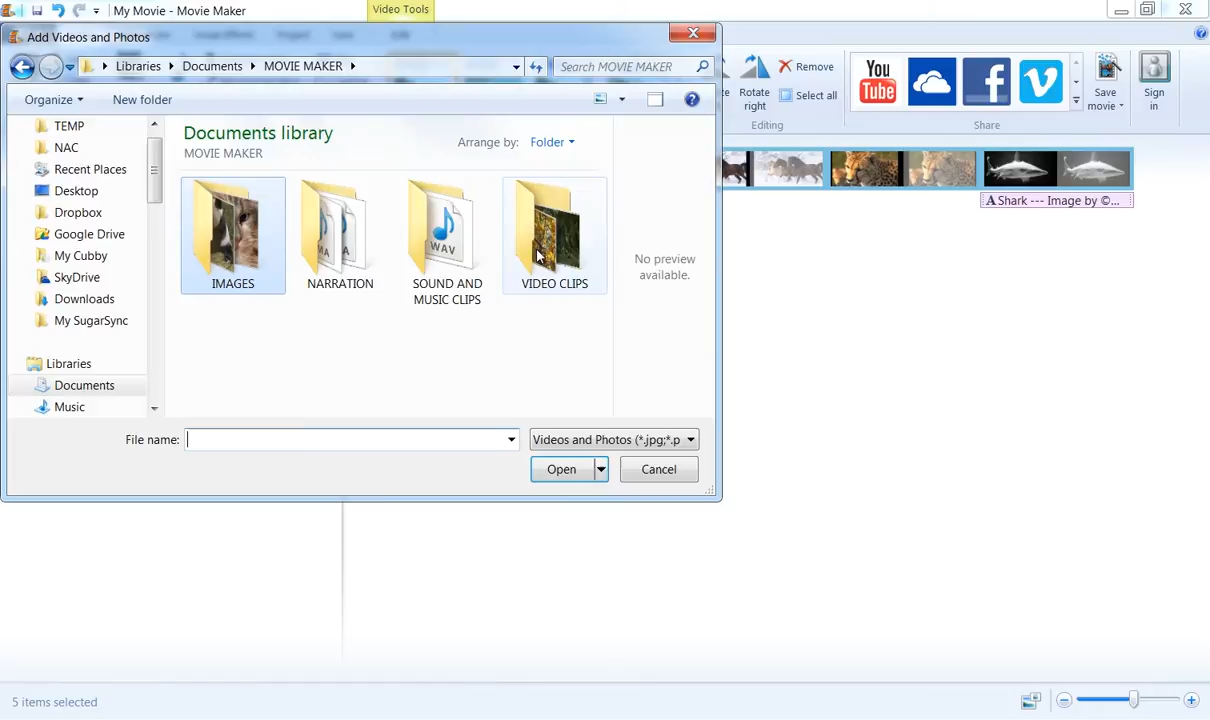 My Movie - Movie Maker
Video Tools
Add Videos and Photos
Libraries
Documents
MOVIE MAKER
Search MOVIE MAKER
Organize
New folder
TEMP
NAC
Recent Places
Desktop
Dropbox
Google Drive
My Cubby
SkyDrive
Downloads
My SugarSync
Libraries
Documents
Music
Documents library
MOVIE MAKER
Arrange by: Folder
IMAGES
NARRATION
WAV
SOUND AND
MUSIC CLIPS
VIDEO CLIPS
No preview
available.
File name:
Videos and Photos (*.jpg;*.p
Open
Cancel
Rotate
right
Remove
Select all
Editing
You
Tube
Share
Save
movie
Sign
in
A Shark --- Image by ©...
5 items selected